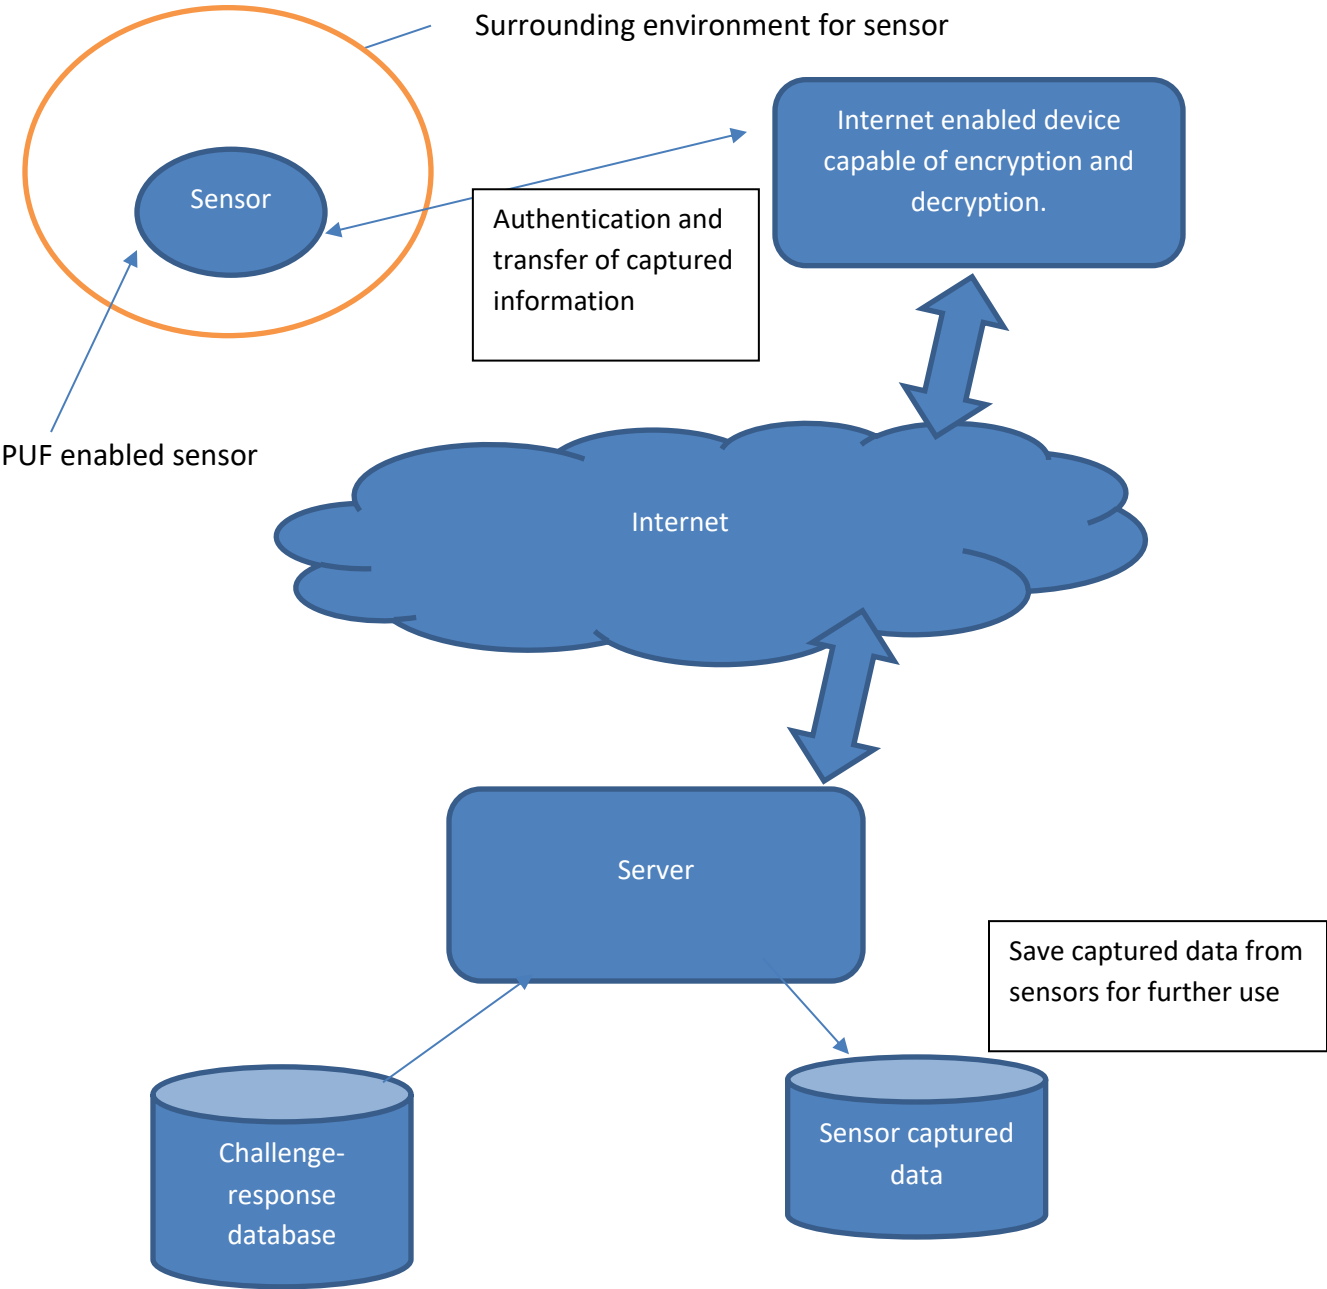 Surrounding environment for sensor
Internet enabled device
capable of encryption and
decryption.
Sensor
Authentication and
transfer of captured
information
PUF enabled sensor
Internet
Server
Save captured data from
sensors for further use
Challenge-
response
database
Sensor captured
data